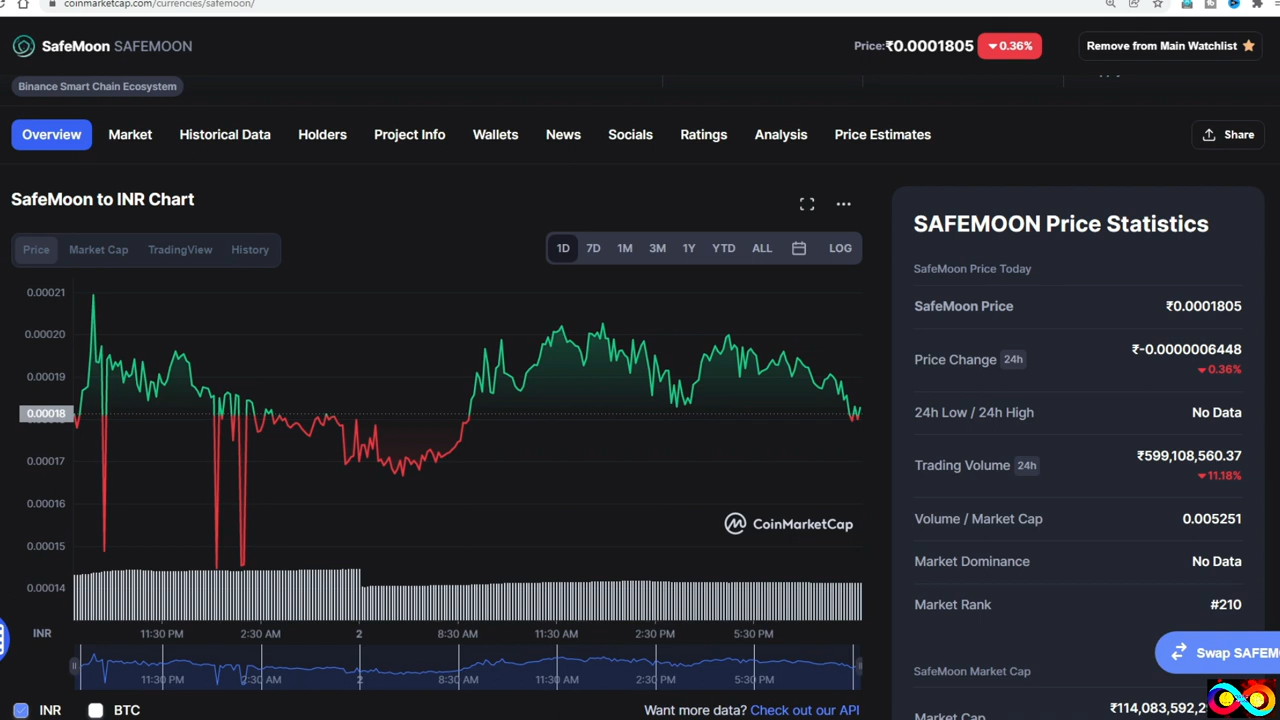 coinmarketcap.com/currencies/safemoon/
SafeMoon SAFEMOON
Price:₹0.0001805 0.36%
Remove from Main Watchlist
Binance Smart Chain Ecosystem
Overview Market Historical Data Holders Project Info Wallets News Socials Ratings Analysis Price Estimates
Share
SafeMoon to INR Chart
Price Market Cap TradingView History
1D 7D 1M 3M 1Y YTD ALL LOG
0.00021
0.00020
0.00019
0.00018
0.00017
0.00016
0.00015
0.00014
CoinMarketCap
INR 11:30 PM 2:30 AM 2 8:30 AM 11:30 AM 2:30 PM 5:30 PM
11:30 PM 2:30 AM 2 8:30 AM 11:30 AM 2:30 PM 5:30 PM
INR BTC
Want more data? Check out our API
SAFEMOON Price Statistics
SafeMoon Price Today
SafeMoon Price ₹0.0001805
Price Change 24h ₹-0.0000006448
0.36%
24h Low / 24h High No Data
Trading Volume 24h ₹599,108,560.37
11.18%
Volume / Market Cap 0.005251
Market Dominance No Data
Market Rank #210
Swap SAFEM
SafeMoon Market Cap
Market Cap ₹114,083,592,2